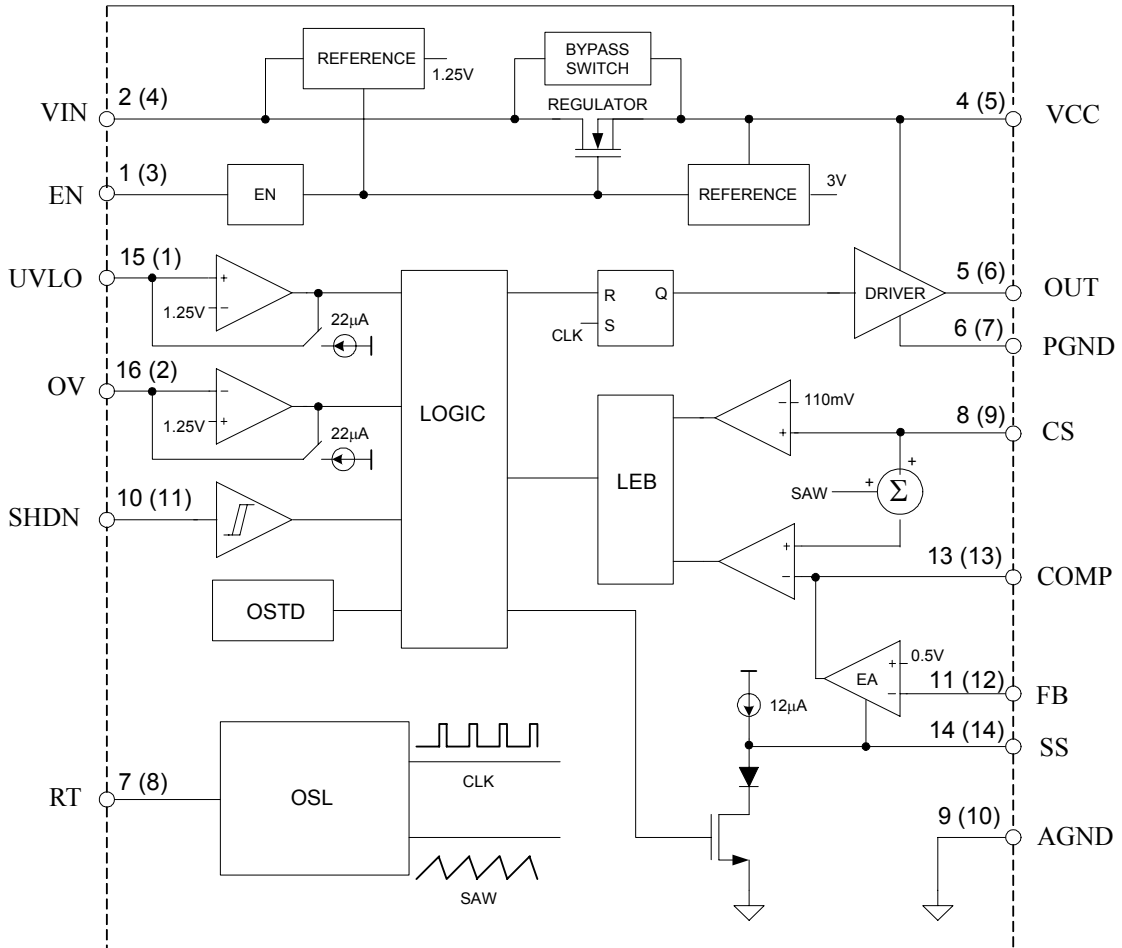 REFERENCE
1.25V
BYPASS
SWITCH
REGULATOR
VIN
2 (4)
4 (5)
VCC
EN
1 (3)
EN
REFERENCE
3V
UVLO
15 (1)
+
1.25V
−
22µA
R
Q
S
CLK
DRIVER
5 (6)
OUT
6 (7)
PGND
OV
16 (2)
−
1.25V
+
22µA
LOGIC
LEB
−
110mV
+
8 (9)
CS
+
+
SAW
Σ
SHDN
10 (11)
+
−
13 (13)
COMP
OSTD
+
0.5V
EA
−
11 (12)
FB
12µA
14 (14)
SS
RT
7 (8)
OSL
CLK
SAW
9 (10)
AGND